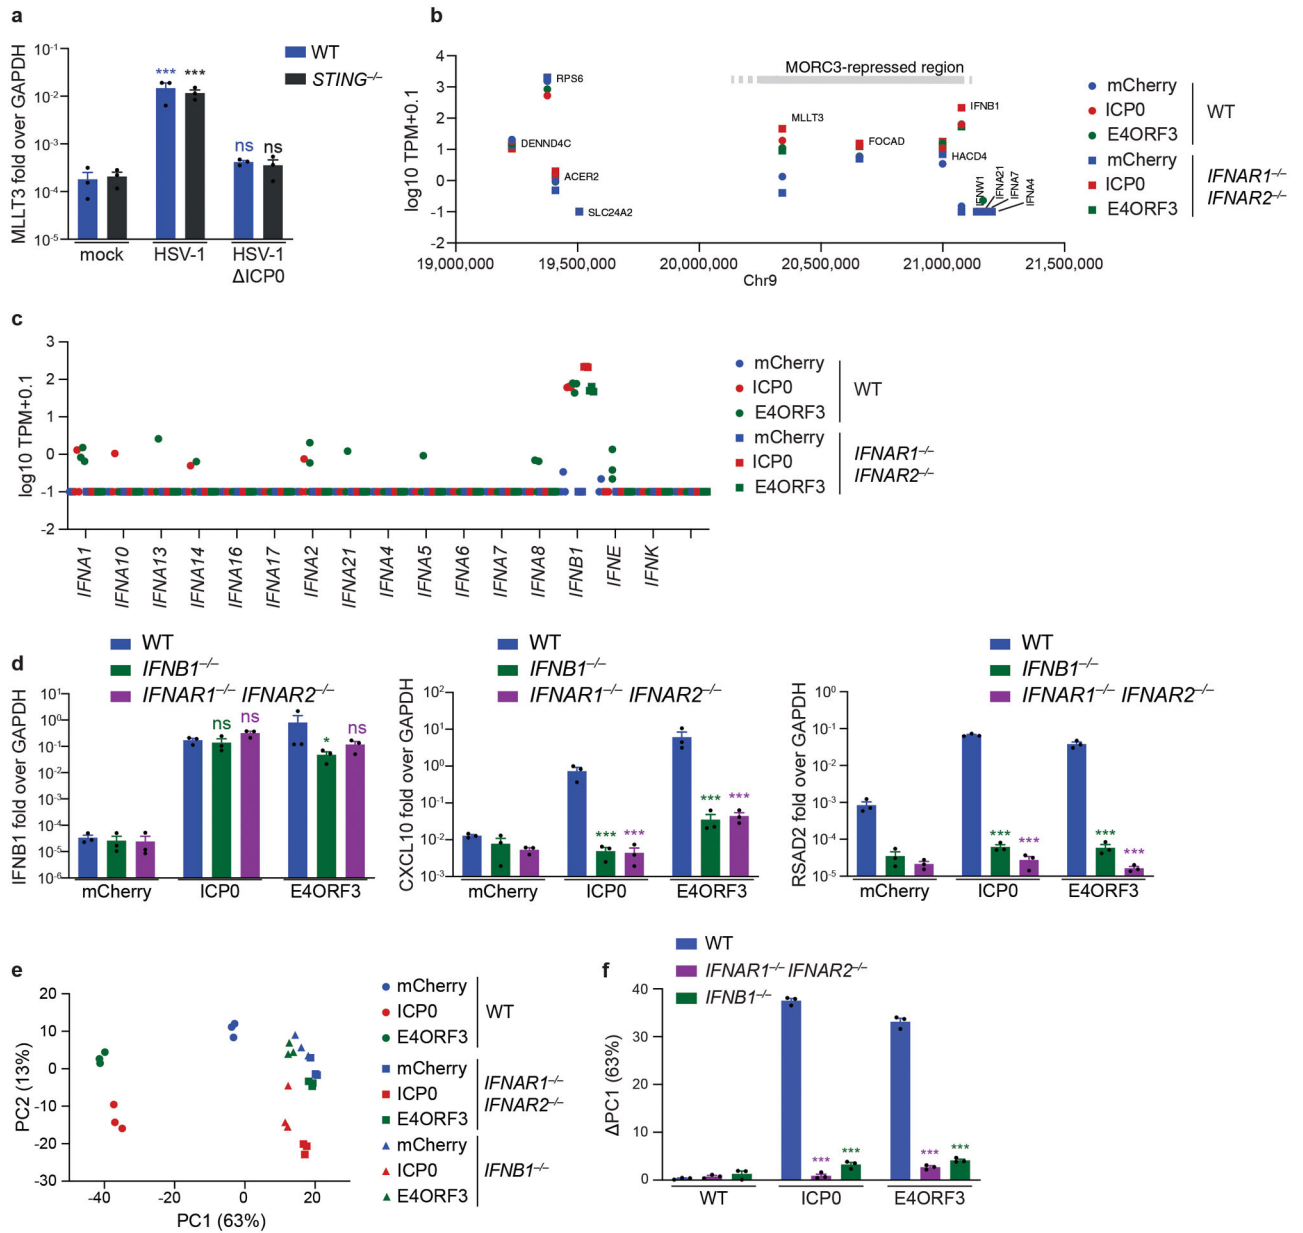 a
MLLT3 fold over GAPDH
10-1
10-2
10-3
10-4
10-5
WT
STING–/–
***
***
ns
ns
mock
HSV-1
HSV-1
ΔICP0
b
log10 TPM+0.1
4
3
2
1
0
-1
-2
MORC3-repressed region
RPS6
DENND4C
ACER2
SLC24A2
MLLT3
FOCAD
IFNB1
HACD4
IFNW1
IFNA21
IFNA7
IFNA4
19,000,000
19,500,000
20,000,000
20,500,000
21,000,000
21,500,000
Chr9
mCherry
ICP0
E4ORF3
WT
mCherry
ICP0
E4ORF3
IFNAR1–/–
IFNAR2–/–
c
log10 TPM+0.1
3
2
1
0
-1
-2
IFNA1
IFNA10
IFNA13
IFNA14
IFNA16
IFNA17
IFNA2
IFNA21
IFNA4
IFNA5
IFNA6
IFNA7
IFNA8
IFNB1
IFNE
IFNK
mCherry
ICP0
E4ORF3
WT
mCherry
ICP0
E4ORF3
IFNAR1–/–
IFNAR2–/–
d
WT
IFNB1–/–
IFNAR1–/– IFNAR2–/–
IFNB1 fold over GAPDH
101
100
10-1
10-2
10-3
10-4
10-5
10-6
ns
ns
*
ns
mCherry
ICP0
E4ORF3
WT
IFNB1–/–
IFNAR1–/– IFNAR2–/–
CXCL10 fold over GAPDH
102
101
100
10-1
10-2
10-3
***
***
***
***
mCherry
ICP0
E4ORF3
WT
IFNB1–/–
IFNAR1–/– IFNAR2–/–
RSAD2 fold over GAPDH
100
10-1
10-2
10-3
10-4
10-5
***
***
***
***
mCherry
ICP0
E4ORF3
e
PC2 (13%)
20
10
0
-10
-20
-30
-40
-20
0
20
PC1 (63%)
mCherry
ICP0
E4ORF3
WT
mCherry
ICP0
E4ORF3
IFNAR1–/–
IFNAR2–/–
mCherry
ICP0
E4ORF3
IFNB1–/–
f
WT
IFNAR1–/– IFNAR2–/–
IFNB1–/–
ΔPC1 (63%)
40
30
20
10
0
***
***
***
***
WT
ICP0
E4ORF3